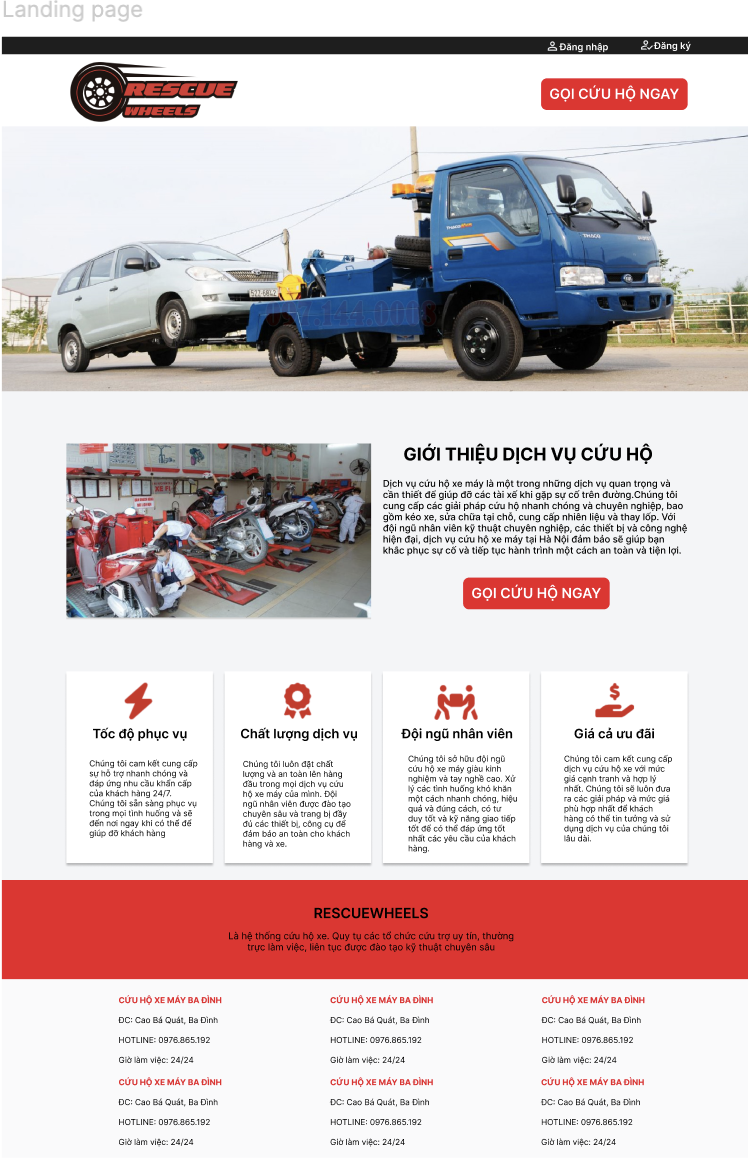 Landing page
Đăng nhập
Đăng ký
RESCUE
WHEELS
GỌI CỨU HỘ NGAY
THACO
GIỚI THIỆU DỊCH VỤ CỨU HỘ
Dịch vụ cứu hộ xe máy là một trong những dịch vụ quan trọng và
cần thiết để giúp đỡ các tài xế khi gặp sự cố trên đường.Chúng tôi
cung cấp các giải pháp cứu hộ nhanh chóng và chuyên nghiệp, bao
gồm kéo xe, sửa chữa tại chỗ, cung cấp nhiên liệu và thay lốp. Với
đội ngũ nhân viên kỹ thuật chuyên nghiệp, các thiết bị và công nghệ
hiện đại, dịch vụ cứu hộ xe máy tại Hà Nội đảm bảo sẽ giúp bạn
khắc phục sự cố và tiếp tục hành trình một cách an toàn và tiện lợi.
GỌI CỨU HỘ NGAY
Tốc độ phục vụ
Chúng tôi cam kết cung cấp
sự hỗ trợ nhanh chóng và
đáp ứng nhu cầu khẩn cấp
của khách hàng 24/7.
Chúng tôi sẵn sàng phục vụ
trong mọi tình huống và sẽ
đến nơi ngay khi có thể để
giúp đỡ khách hàng
Chất lượng dịch vụ
Chúng tôi luôn đặt chất
lượng và an toàn lên hàng
đầu trong mọi dịch vụ cứu
hộ xe máy của mình. Đội
ngũ nhân viên được đào tạo
chuyên sâu và trang bị đầy
đủ các thiết bị, công cụ để
đảm bảo an toàn cho khách
hàng và xe.
Đội ngũ nhân viên
Chúng tôi sở hữu đội ngũ
cứu hộ xe máy giàu kinh
nghiệm và tay nghề cao. Xử
lý các tình huống khó khăn
một cách nhanh chóng, hiệu
quả và đúng cách, có tư
duy tốt và kỹ năng giao tiếp
tốt để có thể đáp ứng tốt
nhất các yêu cầu của khách
hàng.
Giá cả ưu đãi
Chúng tôi cam kết cung cấp
dịch vụ cứu hộ xe với mức
giá cạnh tranh và hợp lý
nhất. Chúng tôi sẽ luôn đưa
ra các giải pháp và mức giá
phù hợp nhất để khách
hàng có thể tin tưởng và sử
dụng dịch vụ của chúng tôi
lâu dài.
RESCUEWHEELS
Là hệ thống cứu hộ xe. Quy tụ các tổ chức cứu trợ uy tín, thường
trực làm việc, liên tục được đào tạo kỹ thuật chuyên sâu
CỨU HỘ XE MÁY BA ĐÌNH
ĐC: Cao Bá Quát, Ba Đình
HOTLINE: 0976.865.192
Giờ làm việc: 24/24
CỨU HỘ XE MÁY BA ĐÌNH
ĐC: Cao Bá Quát, Ba Đình
HOTLINE: 0976.865.192
Giờ làm việc: 24/24
CỨU HỘ XE MÁY BA ĐÌNH
ĐC: Cao Bá Quát, Ba Đình
HOTLINE: 0976.865.192
Giờ làm việc: 24/24
CỨU HỘ XE MÁY BA ĐÌNH
ĐC: Cao Bá Quát, Ba Đình
HOTLINE: 0976.865.192
Giờ làm việc: 24/24
CỨU HỘ XE MÁY BA ĐÌNH
ĐC: Cao Bá Quát, Ba Đình
HOTLINE: 0976.865.192
Giờ làm việc: 24/24
CỨU HỘ XE MÁY BA ĐÌNH
ĐC: Cao Bá Quát, Ba Đình
HOTLINE: 0976.865.192
Giờ làm việc: 24/24